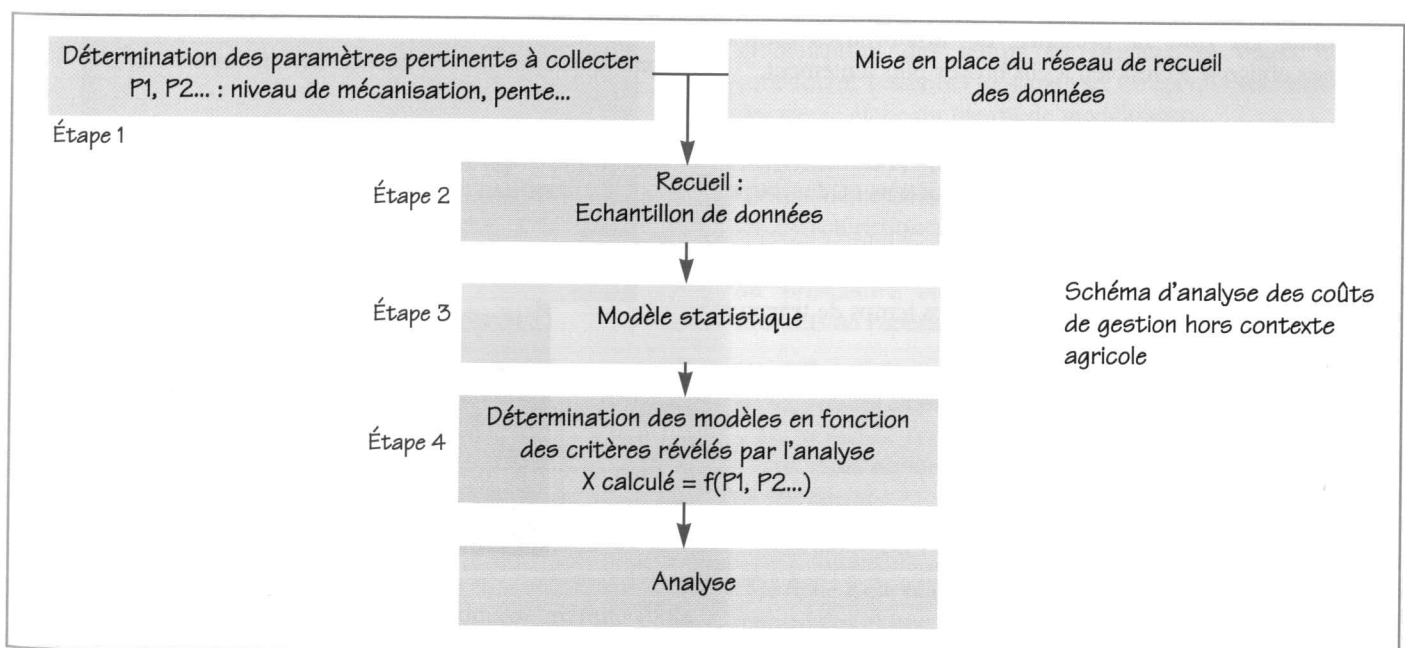 Détermination des paramètres pertinents à collecter
P1, P2... : niveau de mécanisation, pente...
Mise en place du réseau de recueil
des données
Étape 1
Étape 2
Recueil :
Echantillon de données
Étape 3
Modèle statistique
Schéma d'analyse des coûts
de gestion hors contexte
agricole
Étape 4
Détermination des modèles en fonction
des critères révélés par l'analyse
X calculé = f(P1, P2...)
Analyse